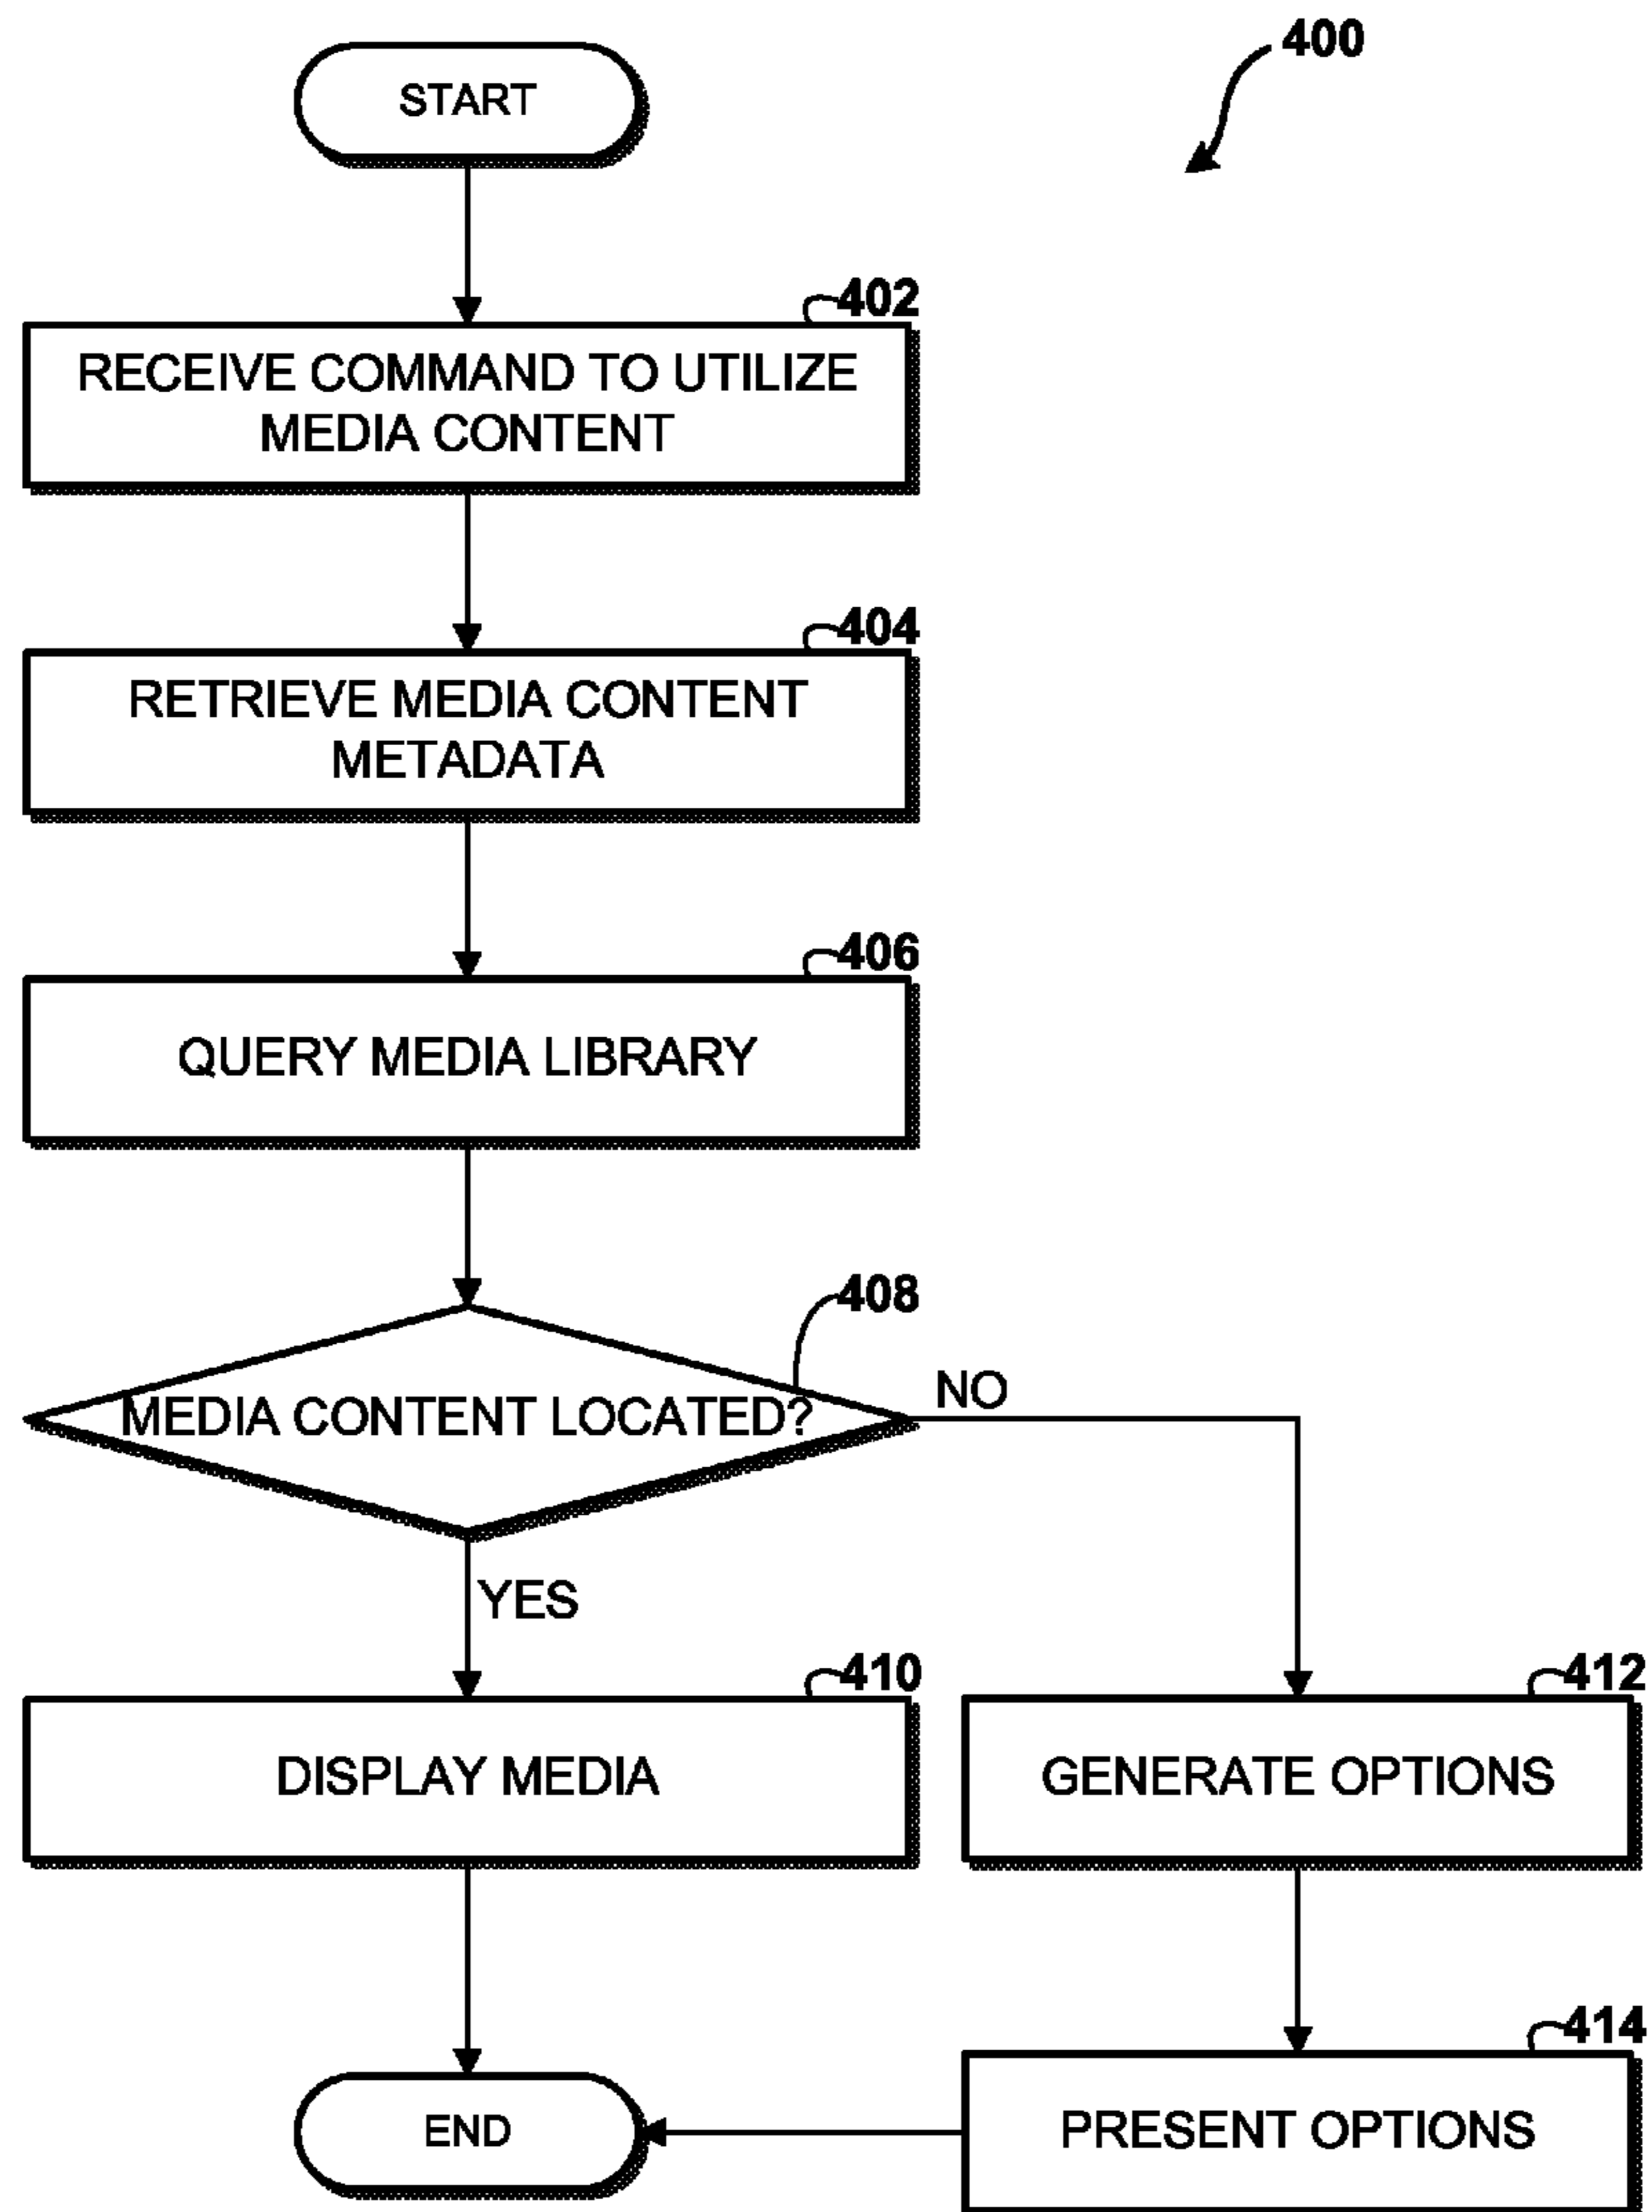 400
START
402
RECEIVE COMMAND TO UTILIZE
MEDIA CONTENT
404
RETRIEVE MEDIA CONTENT
METADATA
406
QUERY MEDIA LIBRARY
408
MEDIA CONTENT LOCATED?
NO
YES
410
DISPLAY MEDIA
412
GENERATE OPTIONS
414
PRESENT OPTIONS
END